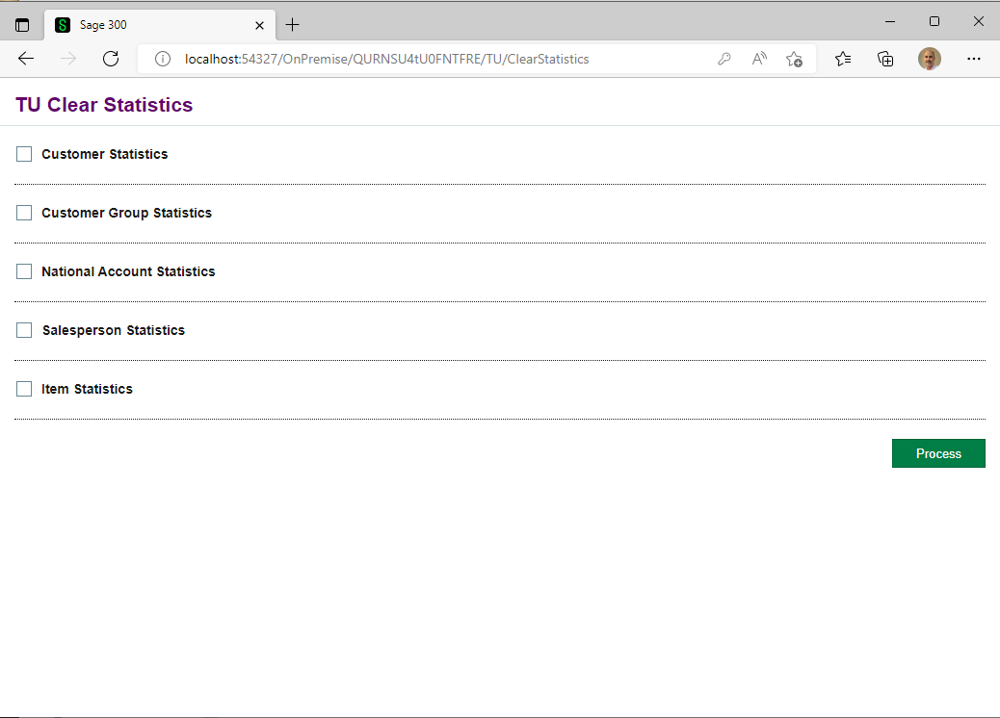 Sage 300
localhost:54327/OnPremise/QURNSU4tU0FNTFRE/TU/ClearStatistics
TU Clear Statistics
Customer Statistics
Customer Group Statistics
National Account Statistics
Salesperson Statistics
Item Statistics
Process